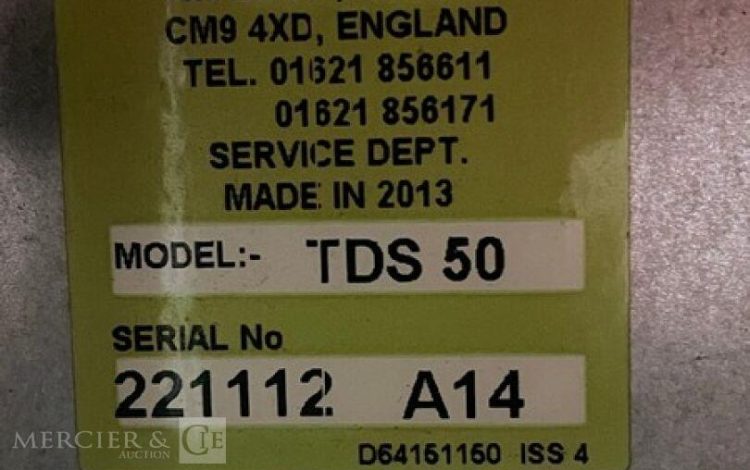 CM9 4XD, ENGLAND
TEL. 01621 856611
01621 856171
SERVICE DEPT.
MADE IN 2013
MODEL:- TDS 50
SERIAL No
221112 A14
D64151150 ISS 4
MERCIER & CIE
AUCTION